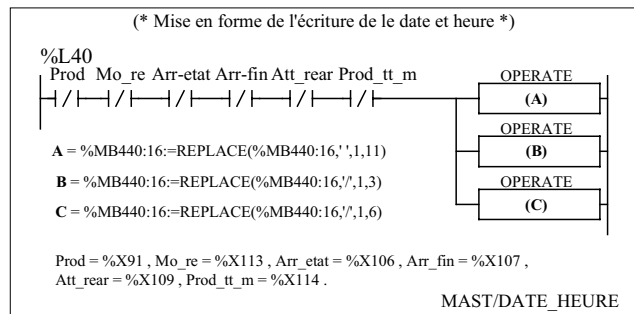 (* Mise en forme de l'écriture de le date et heure *)
%L40
Prod Mo_re Arr-etat Arr-fin Att_rear Prod_tt_m
OPERATE
(A)
OPERATE
(B)
OPERATE
(C)
A = %MB440:16:=REPLACE(%MB440:16,' ',1,11)
B = %MB440:16:=REPLACE(%MB440:16,'/',1,3)
C = %MB440:16:=REPLACE(%MB440:16,'/',1,6)
Prod = %X91 , Mo_re = %X113 , Arr_etat = %X106 , Arr_fin = %X107 ,
Att_rear = %X109 , Prod_tt_m = %X114 .
MAST/DATE_HEURE